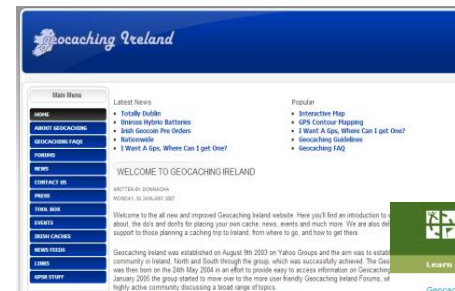 Geocaching Ireland
Main Menu
HOME
ABOUT GEOCACHING
GEOCACHING FAQS
FORUMS
NEWS
CONTACT US
PRESS
TOOL BOX
EVENTS
IRISH CACHES
NEWS FEEDS
LINKS
GPSR STUFF
Latest News
Totally Dublin
Uniross Hybrio Batteries
Irish Geocoin Pre Orders
Nationwide
I Want A Gps, Where Can I get One?
Popular
Interactive Map
GPS Contour Mapping
I Want A Gps, Where Can I get One?
Geocaching Guidelines
Geocaching FAQ
WELCOME TO GEOCACHING IRELAND
WRITTEN BY DONNACHA
MONDAY, 01 JANUARY 2007
Welcome to the all new and improved Geocaching Ireland website. Here you'll find an introduction to
about, the do's and don'ts for placing your own cache, news, events and much more. We are also
support to those planning a caching trip to Ireland, from where to go, and how to get there.
Geocaching Ireland was established on August 9th 2003 on Yahoo Groups and the aim was to
community in Ireland, North and South through the group, which was successfully achieved. The
was then born on the 24th May 2004 in an effort to provide easy to access information on Geocaching
January 2005 the group started to move over to the more user friendly Geocaching Ireland Forums,
highly active community discussing a broad range of topics.
Learn
Geocac